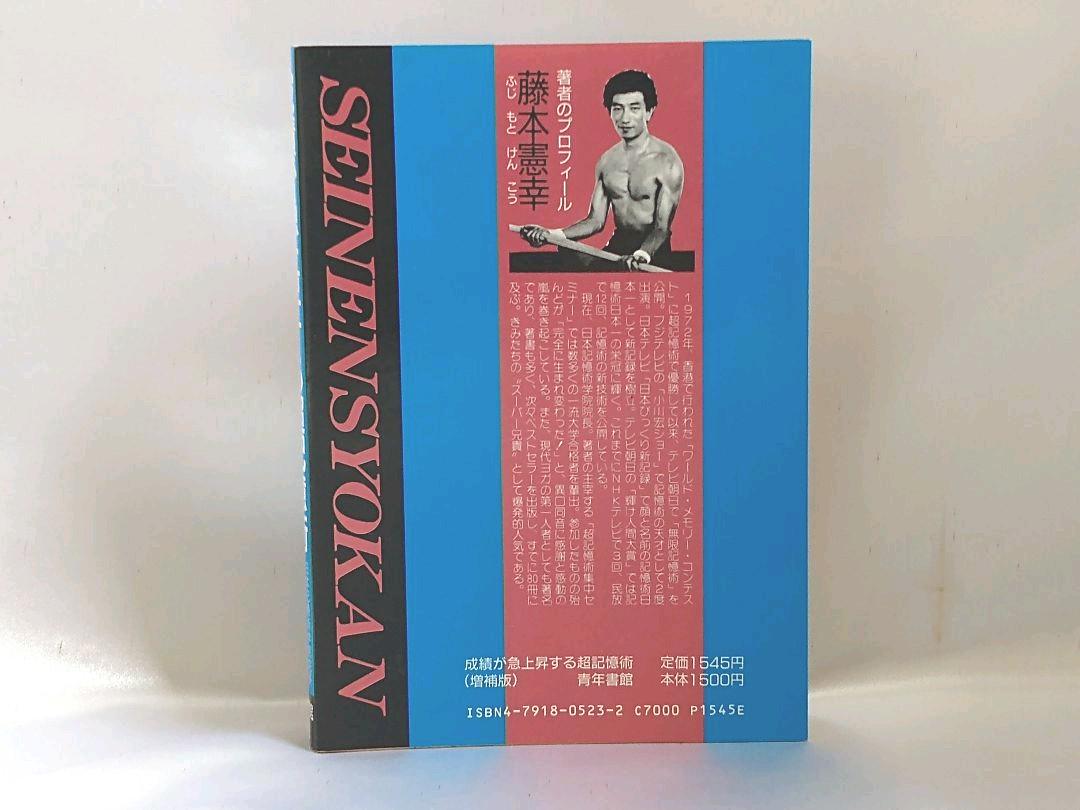 SEINENSYOKAN
著者のプロフィール
藤本憲幸
ふじ もと けん こう
1972年、香港で行われた「ワールド・メモリー・コンテス
ト」に超記憶術で優勝して以来、テレビ朝日で「無限記憶術」を
公開。フジテレビの「小川宏ショー」で記憶術の天才として2度
出演。日本テレビ「日本びっくり新記録」で顔と名前の記憶術日
本一として新記録を樹立。テレビ朝日の「輝け人間大賞」では記
憶術日本一の栄冠に輝く。これまでにNHKテレビで3回、民放
で12回、記憶術の新技術を公開している。
現在、日本記憶術学院院長。著者の主宰する「超記憶術集中セ
ミナー」では数多くの一流大学合格者を輩出。参加したものの殆
んどが「完全に生まれ変わった!」と、異口同音に感謝と感動の
嵐を巻き起こしている。また、現代ヨガの第一人者としても著名
であり、著書も多く、次々ベストセラーを出版し、すでに80冊に
及ぶ。きみたちの〝スーパー兄貴〟として爆発的人気である。
成績が急上昇する超記憶術 定価1545円
(増補版) 青年書館 本体1500円
ISBN4-7918-0523-2 C7000 P1545E